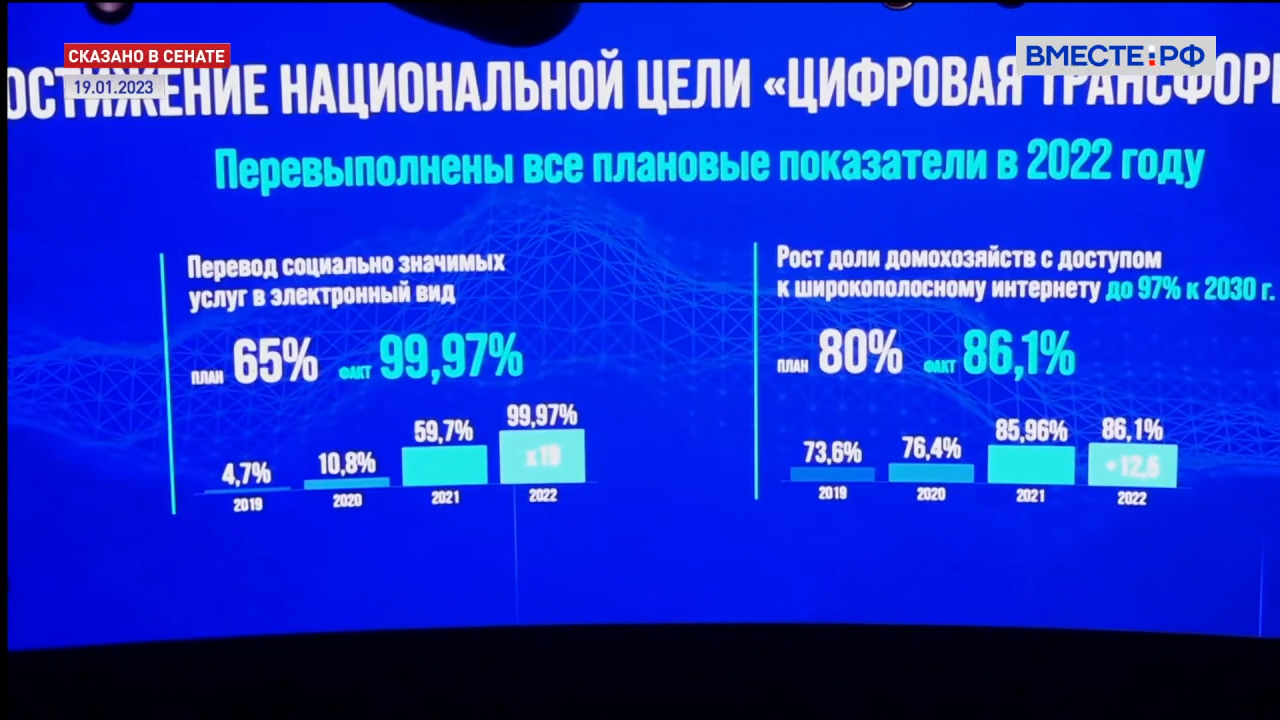 СКАЗАНО В СЕНАТЕ
19.01.2023
ВМЕСТЕ:РФ
ОСТИЖЕНИЕ НАЦИОНАЛЬНОЙ ЦЕЛИ «ЦИФРОВАЯ ТРАНСФОР
Перевыполнены все плановые показатели в 2022 году
Перевод социально значимых
услуг в электронный вид
ПЛАН 65% ФАКТ 99,97%
4,7% 10,8% 59,7% 99,97%
x19
2019 2020 2021 2022
Рост доли домохозяйств с доступом
к широкополосному интернету до 97% к 2030 г.
ПЛАН 80% ФАКТ 86,1%
73,6% 76,4% 85,96% 86,1%
+12,5
2019 2020 2021 2022